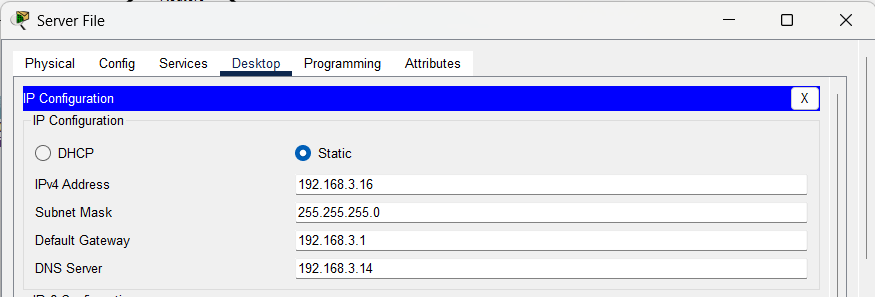 Server File
Physical Config Services Desktop Programming Attributes
IP Configuration X
IP Configuration
DHCP Static
IPv4 Address 192.168.3.16
Subnet Mask 255.255.255.0
Default Gateway 192.168.3.1
DNS Server 192.168.3.14